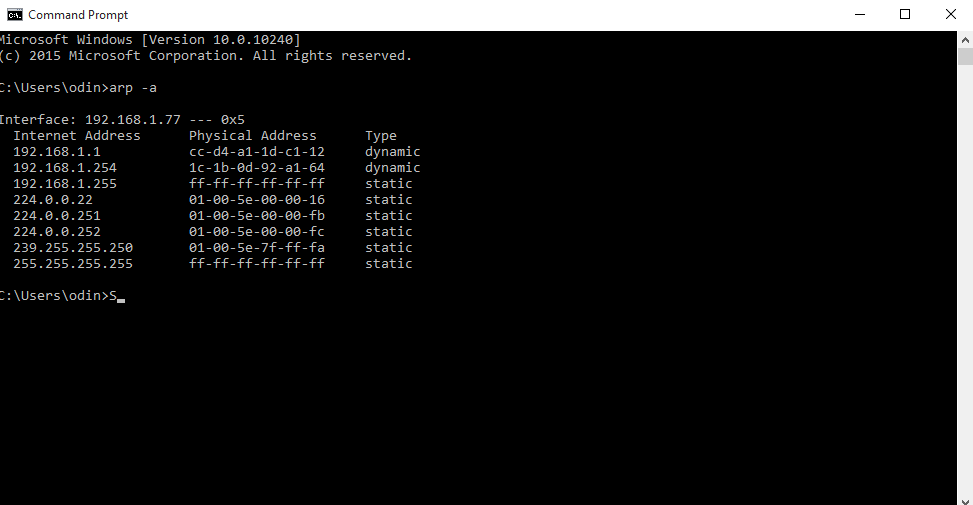 Command Prompt
Microsoft Windows [Version 10.0.10240]
(c) 2015 Microsoft Corporation. All rights reserved.
C:\Users\odin>arp -a
Interface: 192.168.1.77 --- 0x5
Internet Address Physical Address Type
192.168.1.1 cc-d4-a1-1d-c1-12 dynamic
192.168.1.254 1c-1b-0d-92-a1-64 dynamic
192.168.1.255 ff-ff-ff-ff-ff-ff static
224.0.0.22 01-00-5e-00-00-16 static
224.0.0.251 01-00-5e-00-00-fb static
224.0.0.252 01-00-5e-00-00-fc static
239.255.255.250 01-00-5e-7f-ff-fa static
255.255.255.255 ff-ff-ff-ff-ff-ff static
C:\Users\odin>S